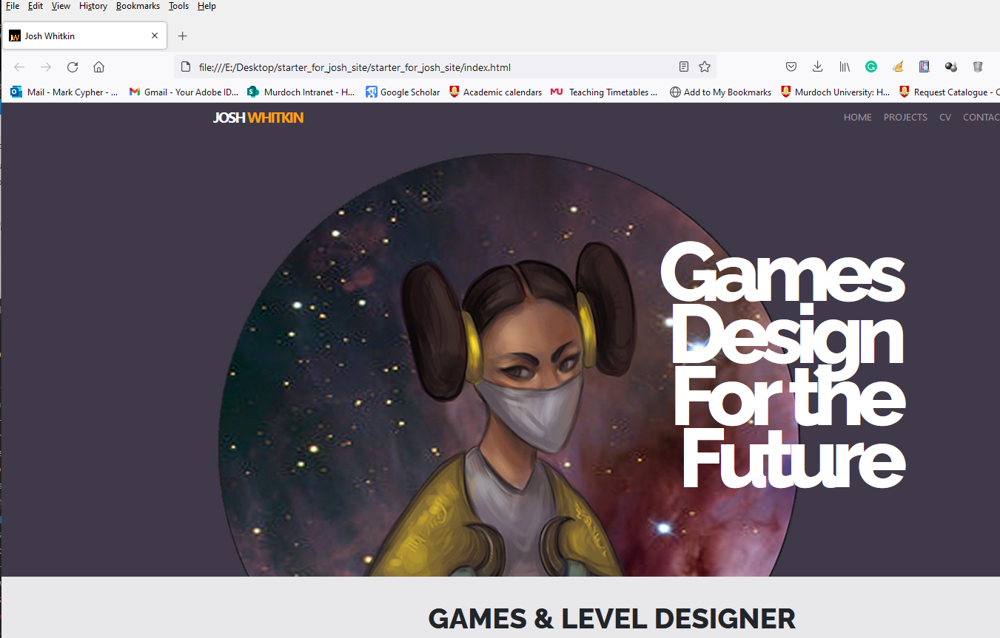 File Edit View History Bookmarks Tools Help
JW Josh Whitkin
file:///E:/Desktop/starter_for_josh_site/starter_for_josh_site/index.html
Mail - Mark Cypher - ... Gmail - Your Adobe ID... Murdoch Intranet - H... Google Scholar Academic calendars MU Teaching Timetables ... Add to My Bookmarks Murdoch University: H... Request Catalogue - C
JOSH WHITKIN HOME PROJECTS CV CONTAC
Games
Design
For the
Future
GAMES & LEVEL DESIGNER